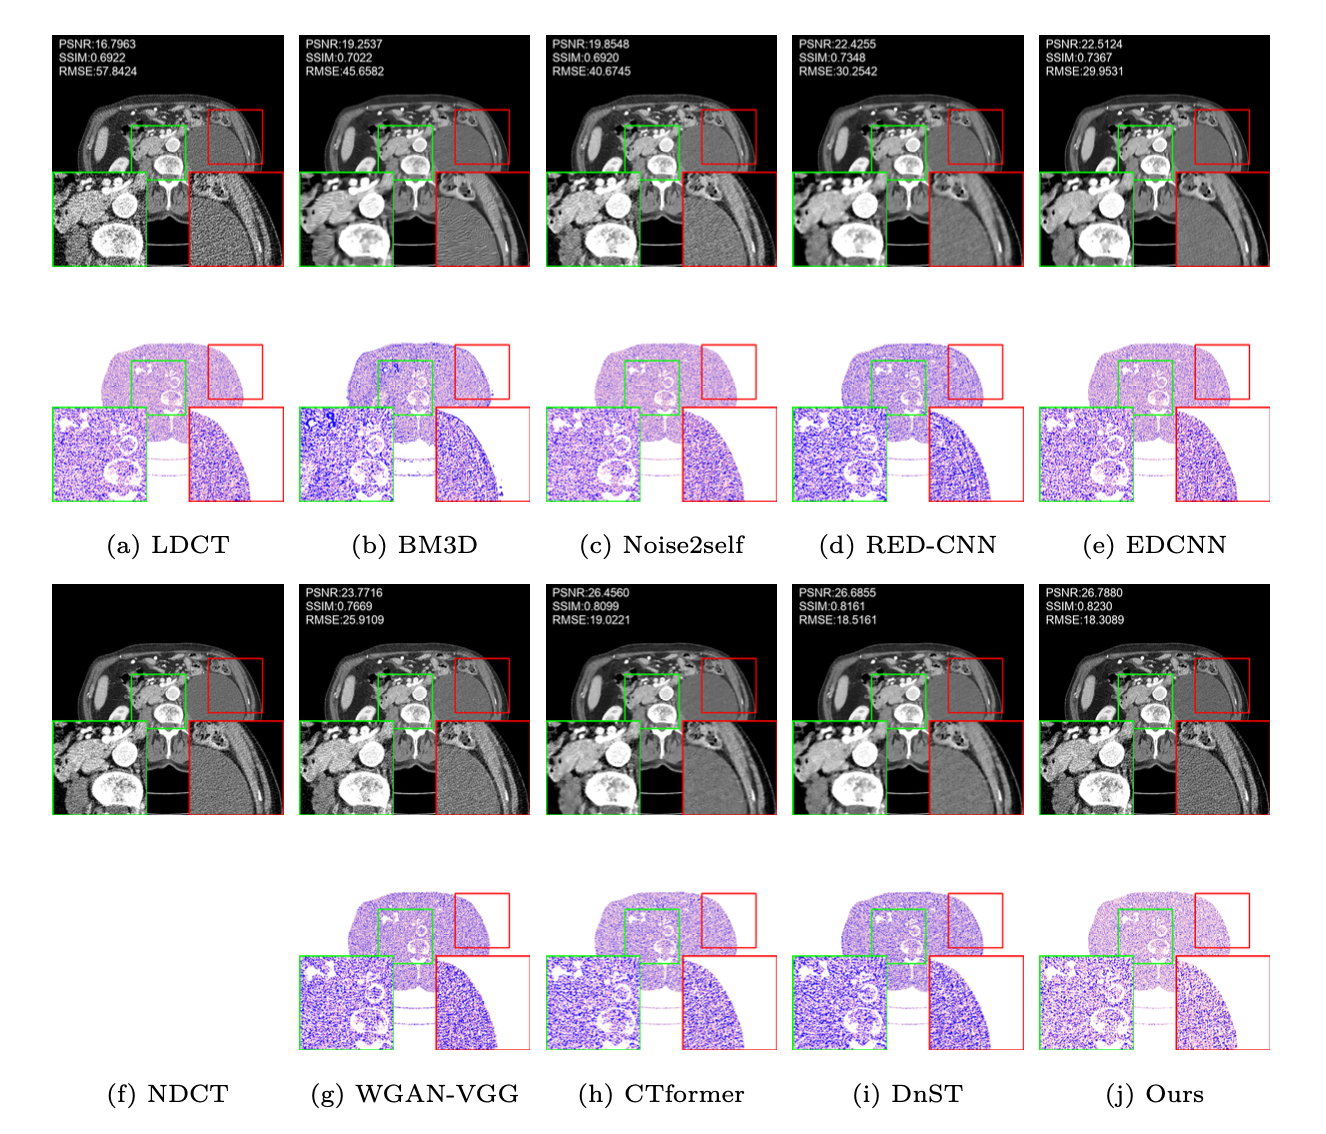 PSNR:16.7963
SSIM:0.6922
RMSE:57.8424
PSNR:19.2537
SSIM:0.7022
RMSE:45.6582
PSNR:19.8548
SSIM:0.6920
RMSE:40.6745
PSNR:22.4255
SSIM:0.7348
RMSE:30.2542
PSNR:22.5124
SSIM:0.7367
RMSE:29.9531
(a) LDCT
(b) BM3D
(c) Noise2self
(d) RED-CNN
(e) EDCNN
PSNR:23.7716
SSIM:0.7669
RMSE:25.9109
PSNR:26.4560
SSIM:0.8099
RMSE:19.0221
PSNR:26.6855
SSIM:0.8161
RMSE:18.5161
PSNR:26.7880
SSIM:0.8230
RMSE:18.3089
(f) NDCT
(g) WGAN-VGG
(h) CTformer
(i) DnST
(j) Ours